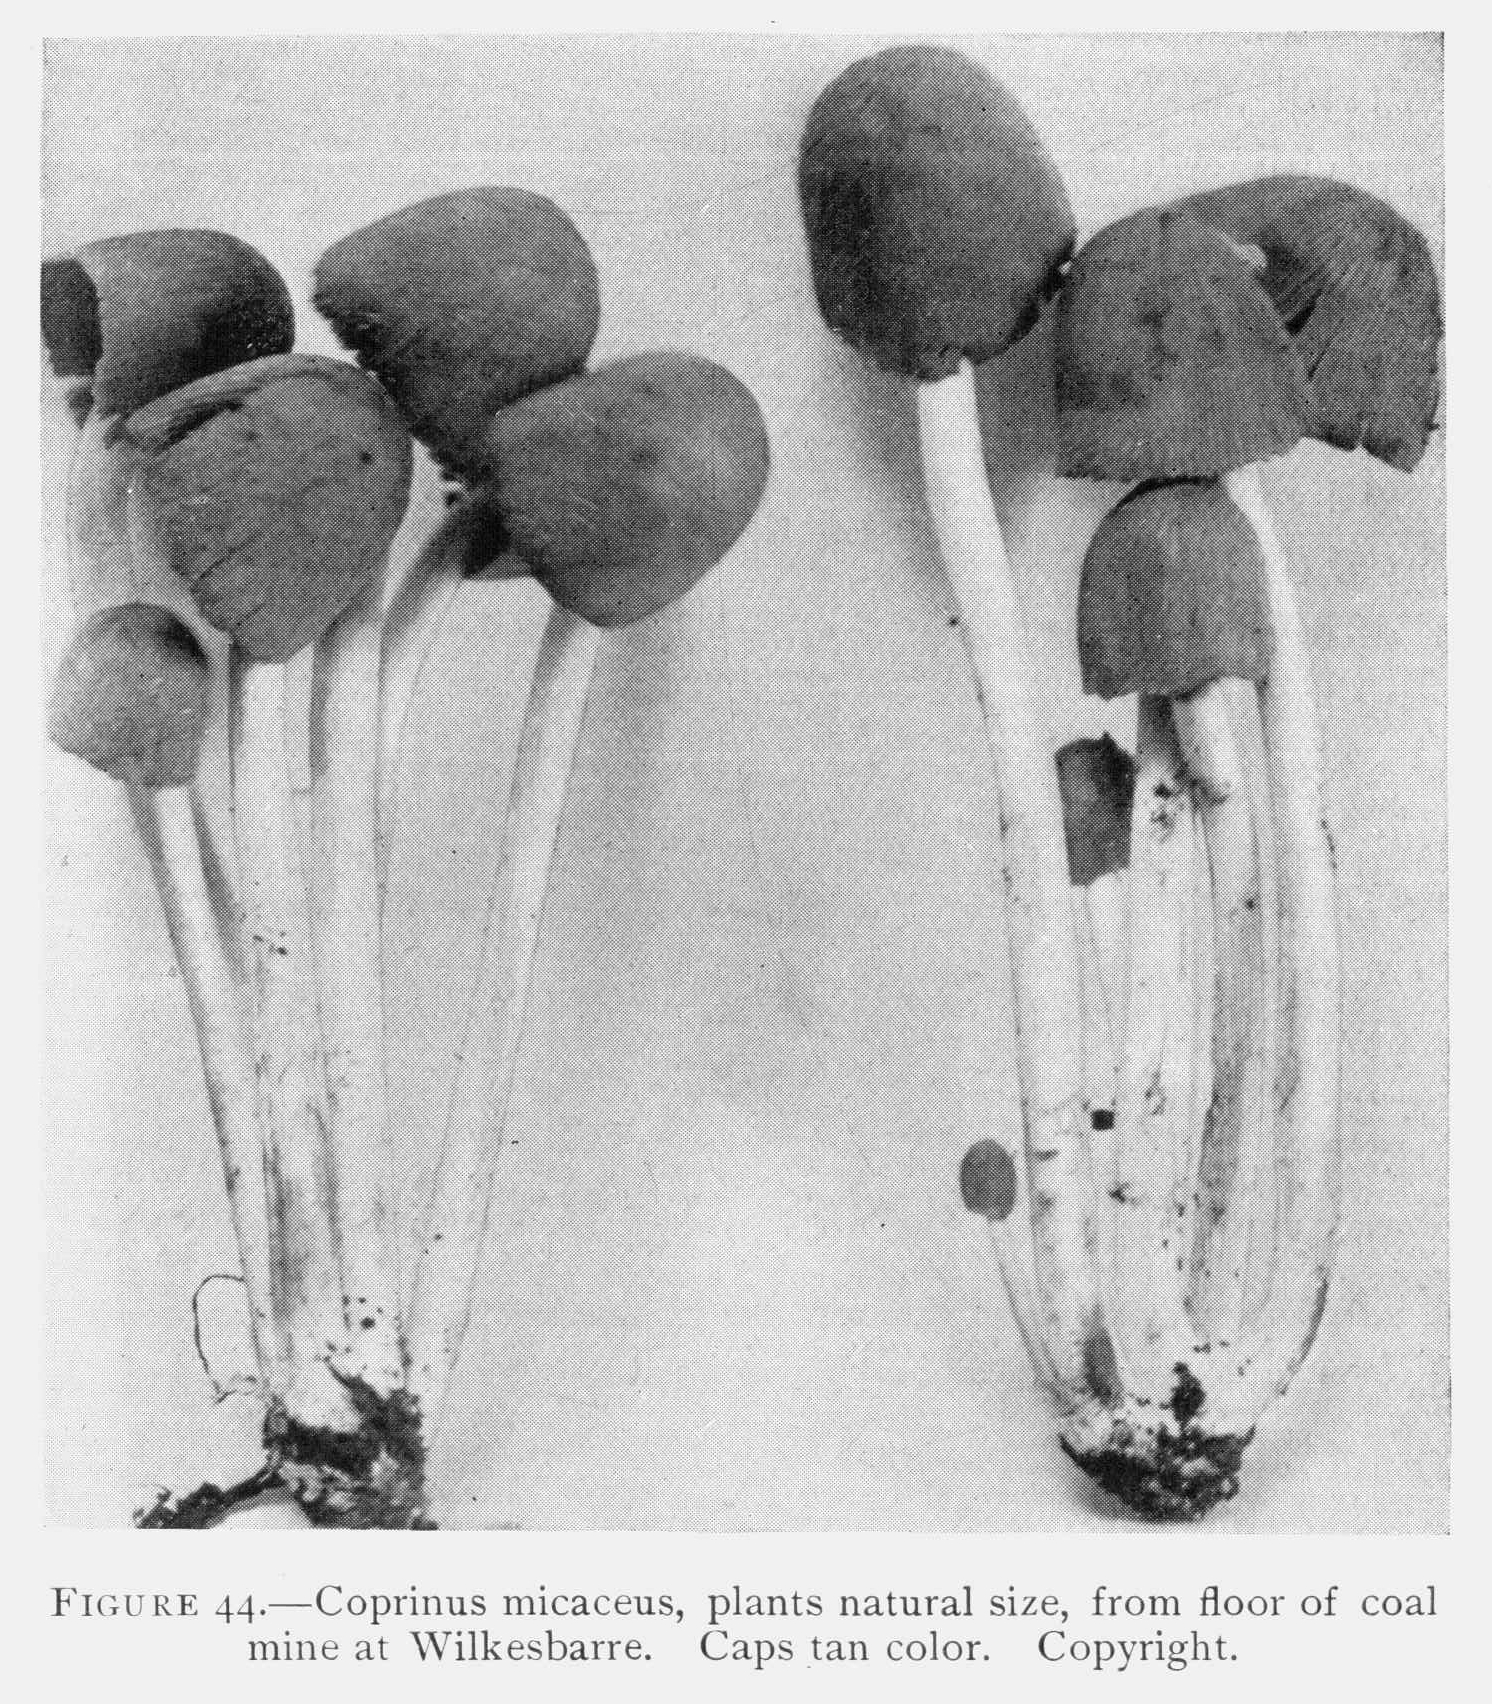 FIGURE 44.—Coprinus micaceus, plants natural size, from floor of coal
mine at Wilkesbarre. Caps tan color. Copyright.